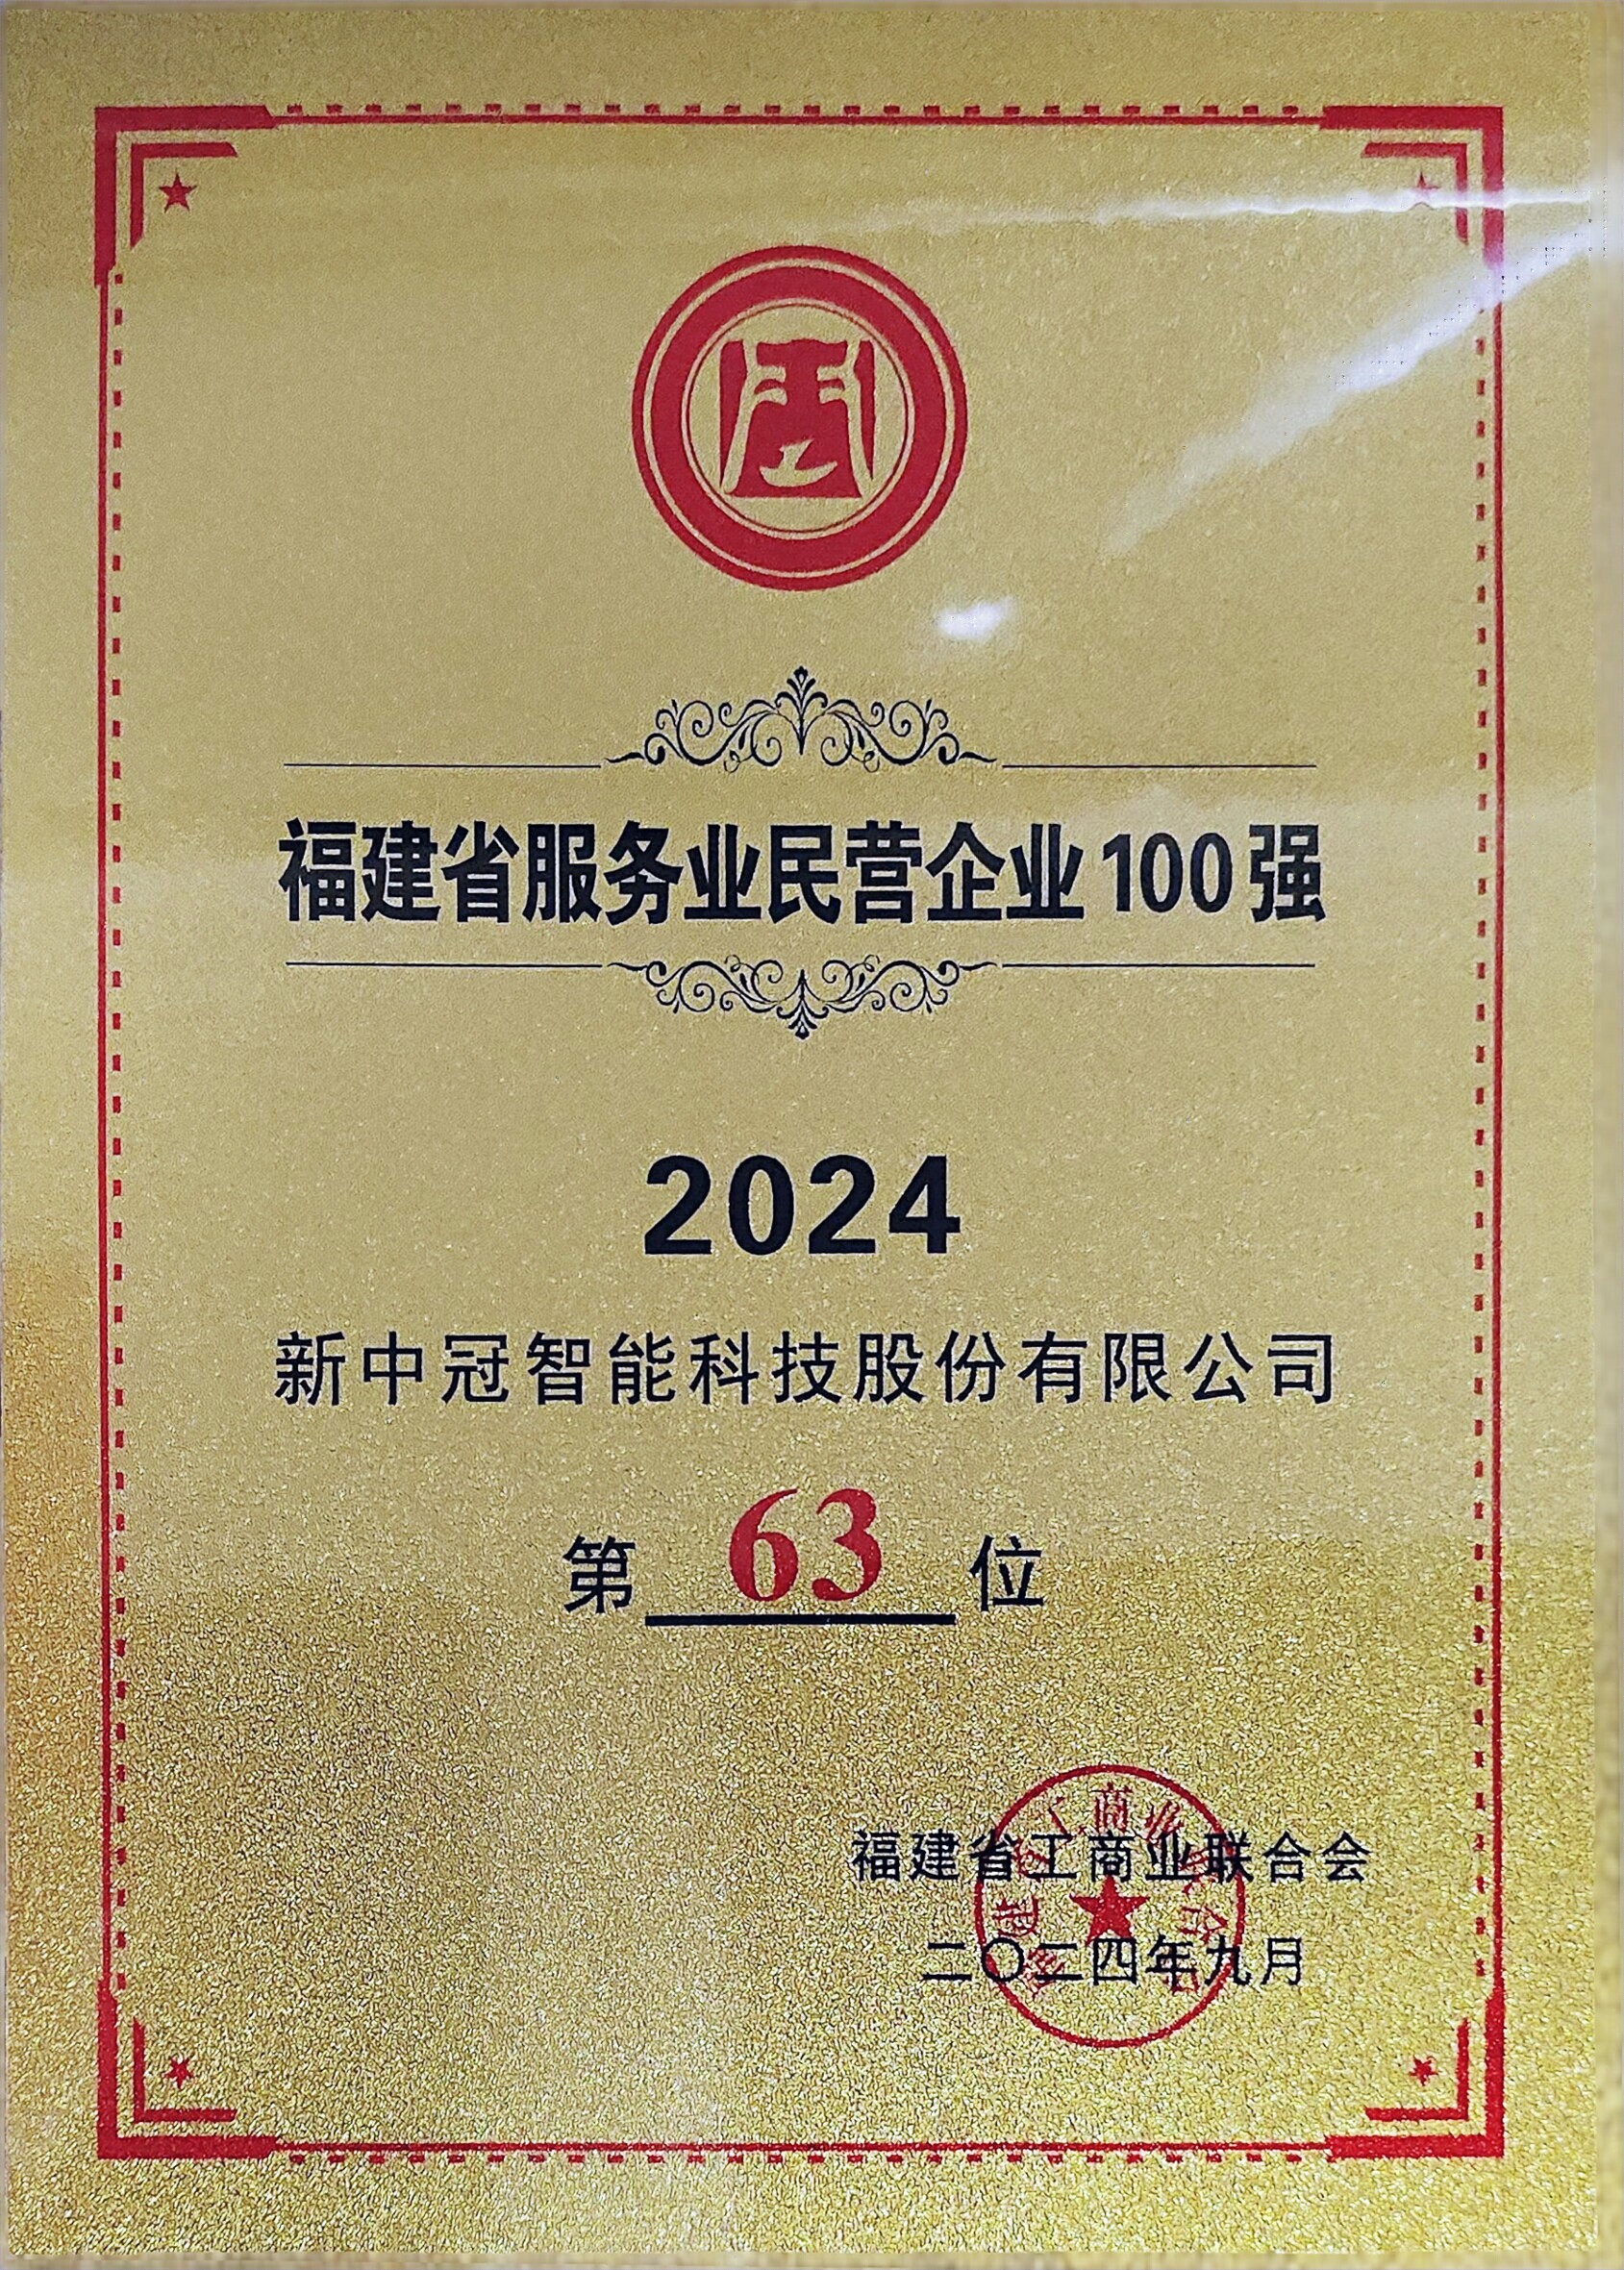 福建省服务业民营企业100强
2024
新中冠智能科技股份有限公司
第 63 位
福建省工商业联合会
二〇二四年九月